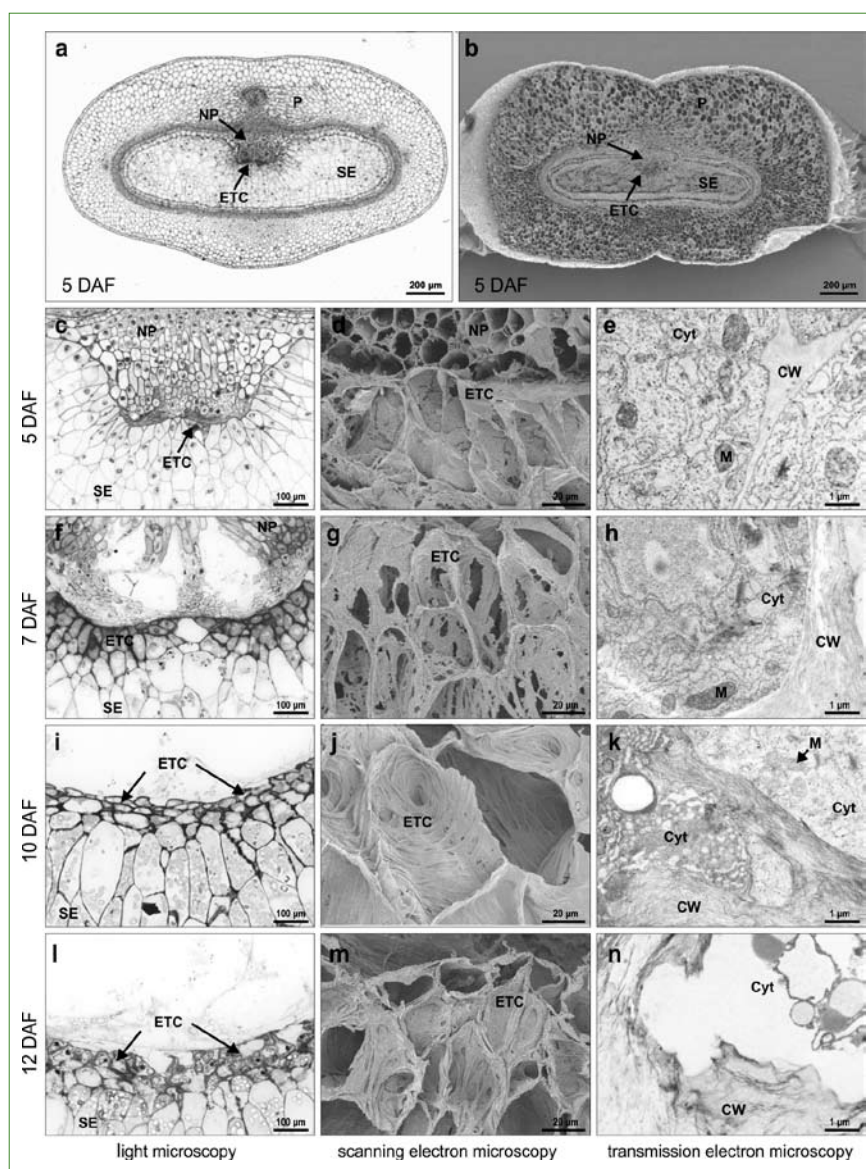 a
P
NP
ETC
SE
5 DAF
200 µm
b
P
NP
SE
ETC
5 DAF
200 µm
5 DAF
c
NP
ETC
SE
100 µm
d
NP
ETC
20 µm
e
Cyt
CW
M
1 µm
7 DAF
f
NP
ETC
SE
100 µm
g
ETC
20 µm
h
Cyt
CW
M
1 µm
10 DAF
i
ETC
SE
100 µm
j
ETC
20 µm
k
M
Cyt
Cyt
CW
1 µm
12 DAF
l
ETC
SE
100 µm
m
ETC
20 µm
n
Cyt
CW
1 µm
light microscopy
scanning electron microscopy
transmission electron microscopy